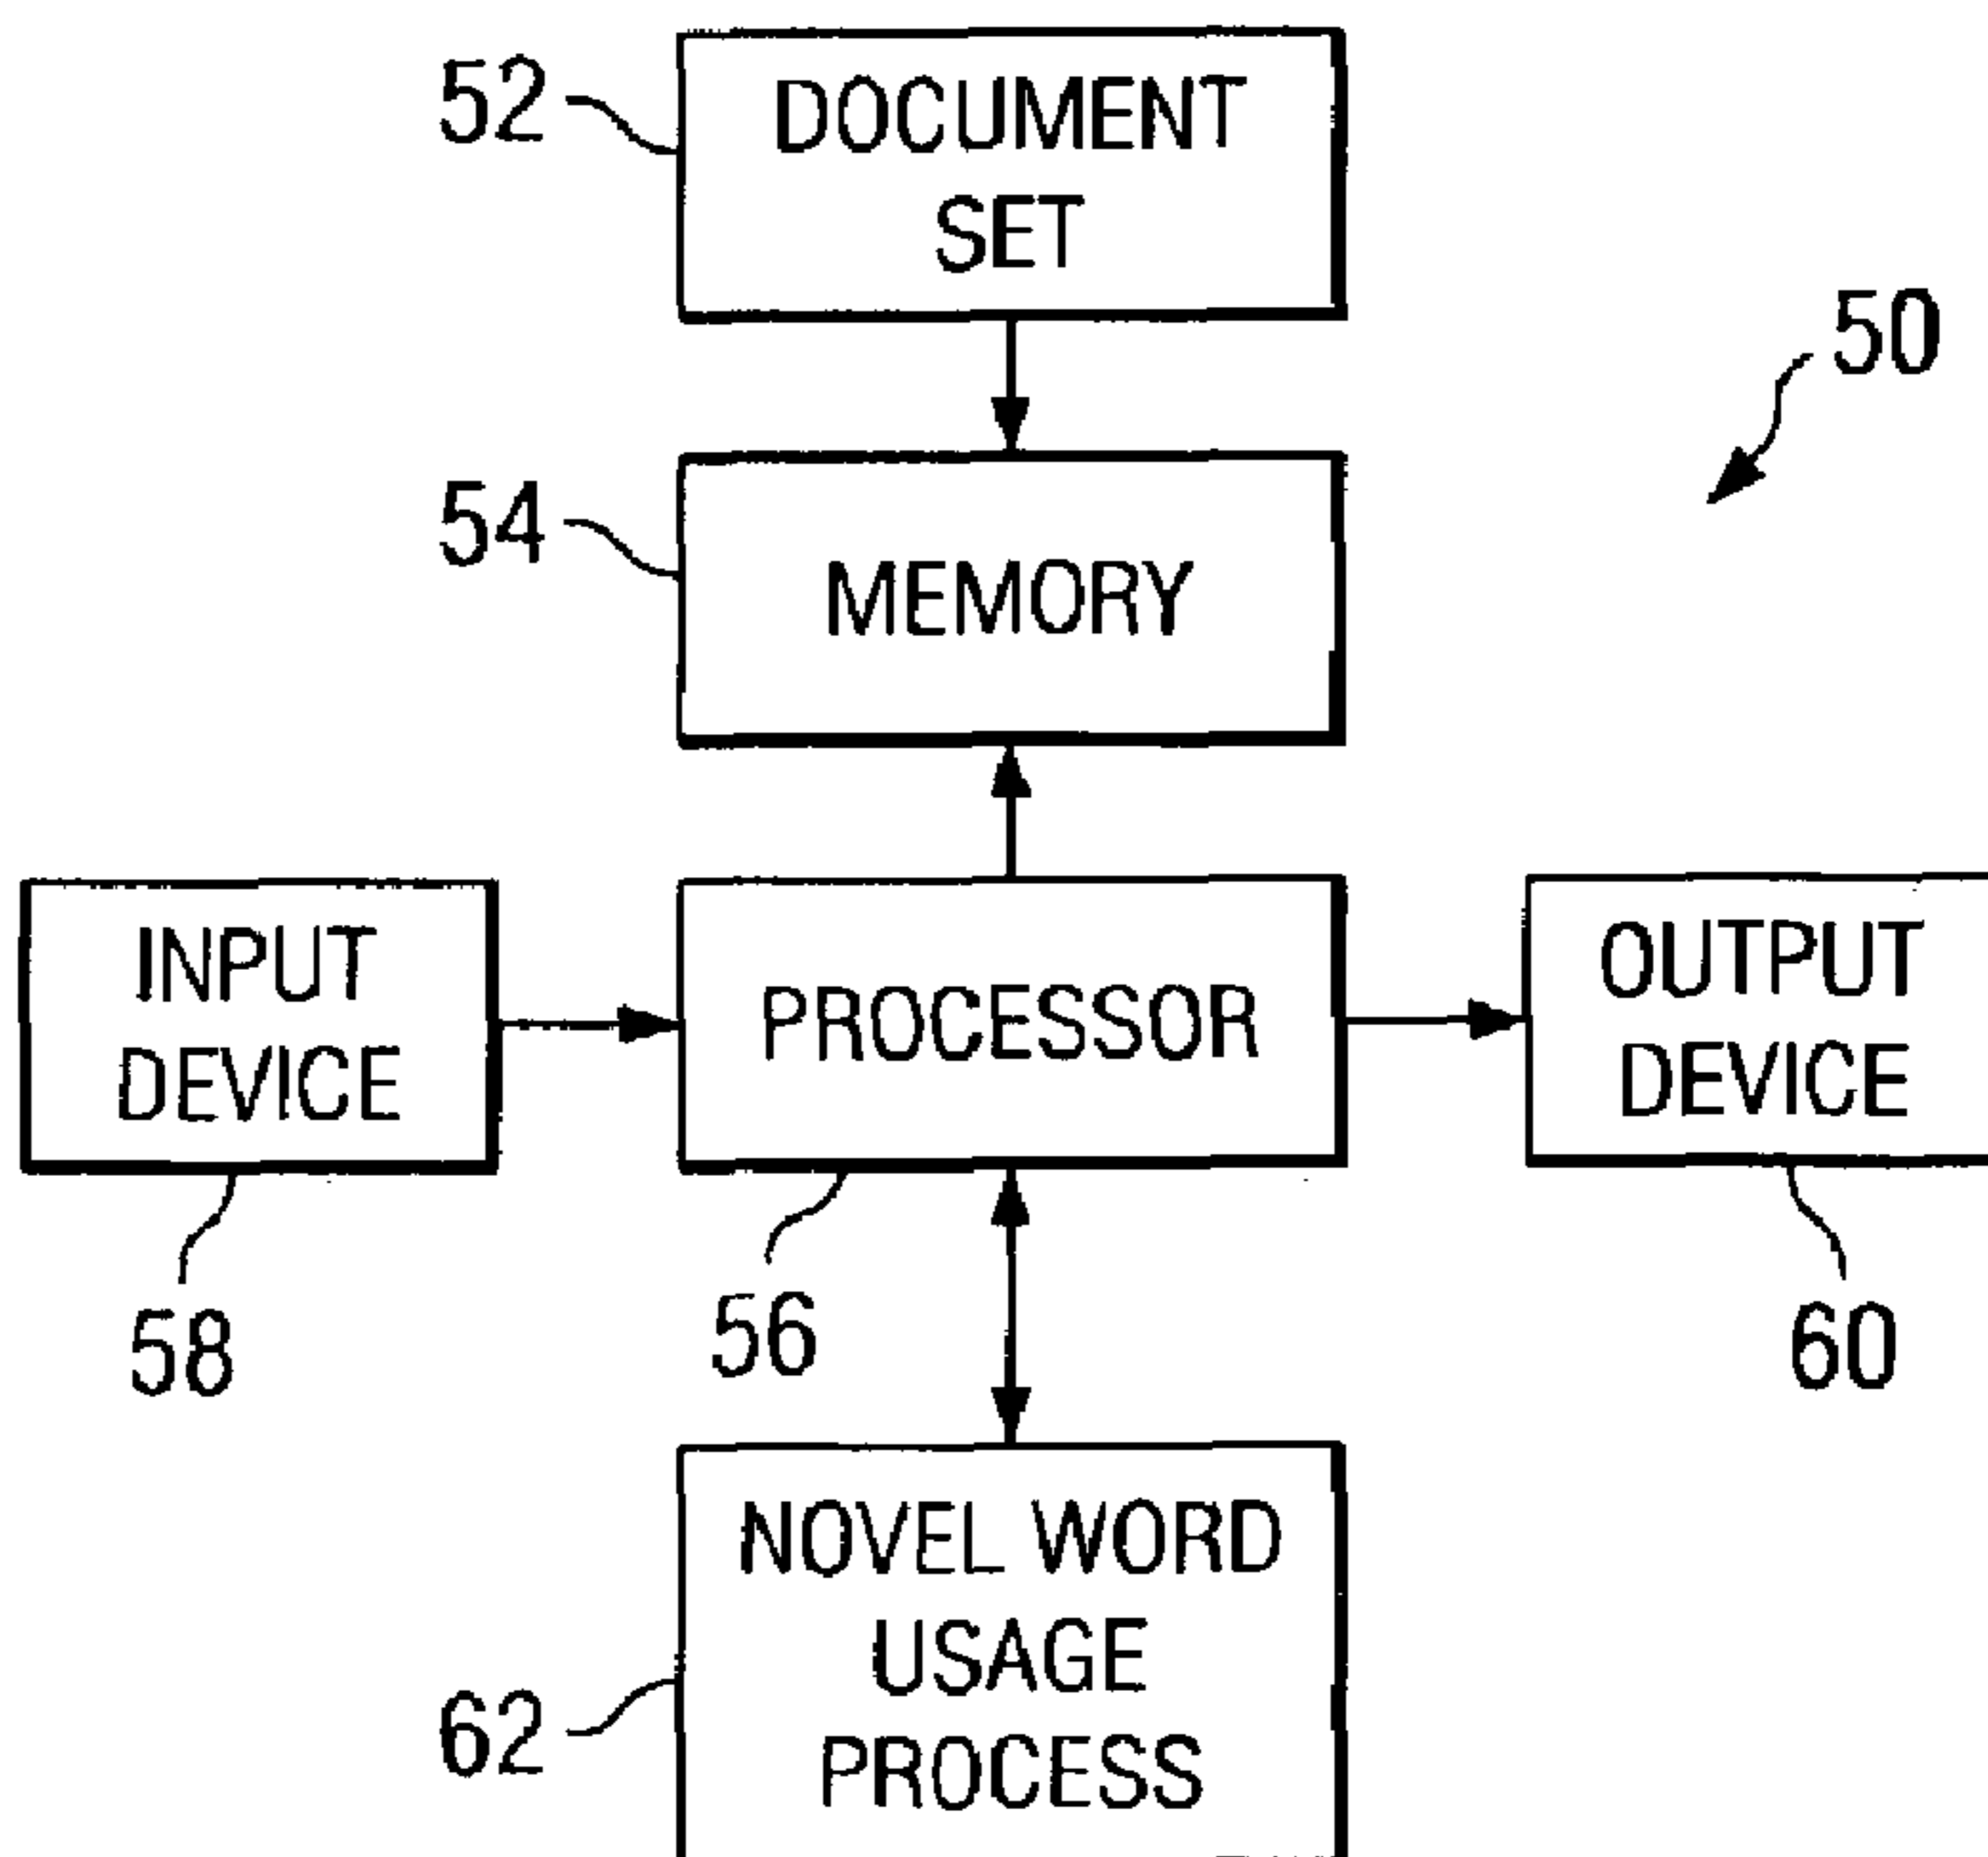 52
DOCUMENT
SET
50
54
MEMORY
INPUT
DEVICE
PROCESSOR
OUTPUT
DEVICE
58
56
60
NOVEL WORD
USAGE
PROCESS
62